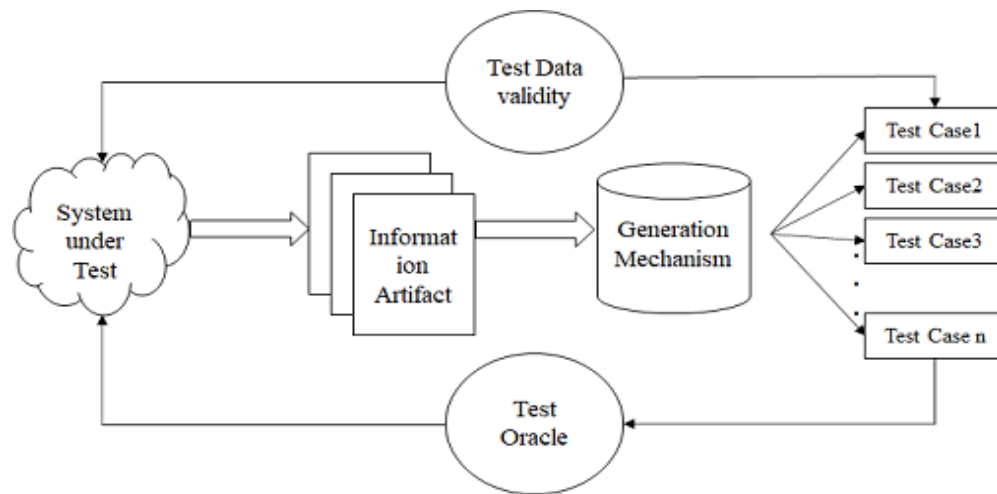 Test Data
validity
Test Case1
Test Case2
Test Case3
Test Case n
System
under
Test
Informat
ion
Artifact
Generation
Mechanism
Test
Oracle